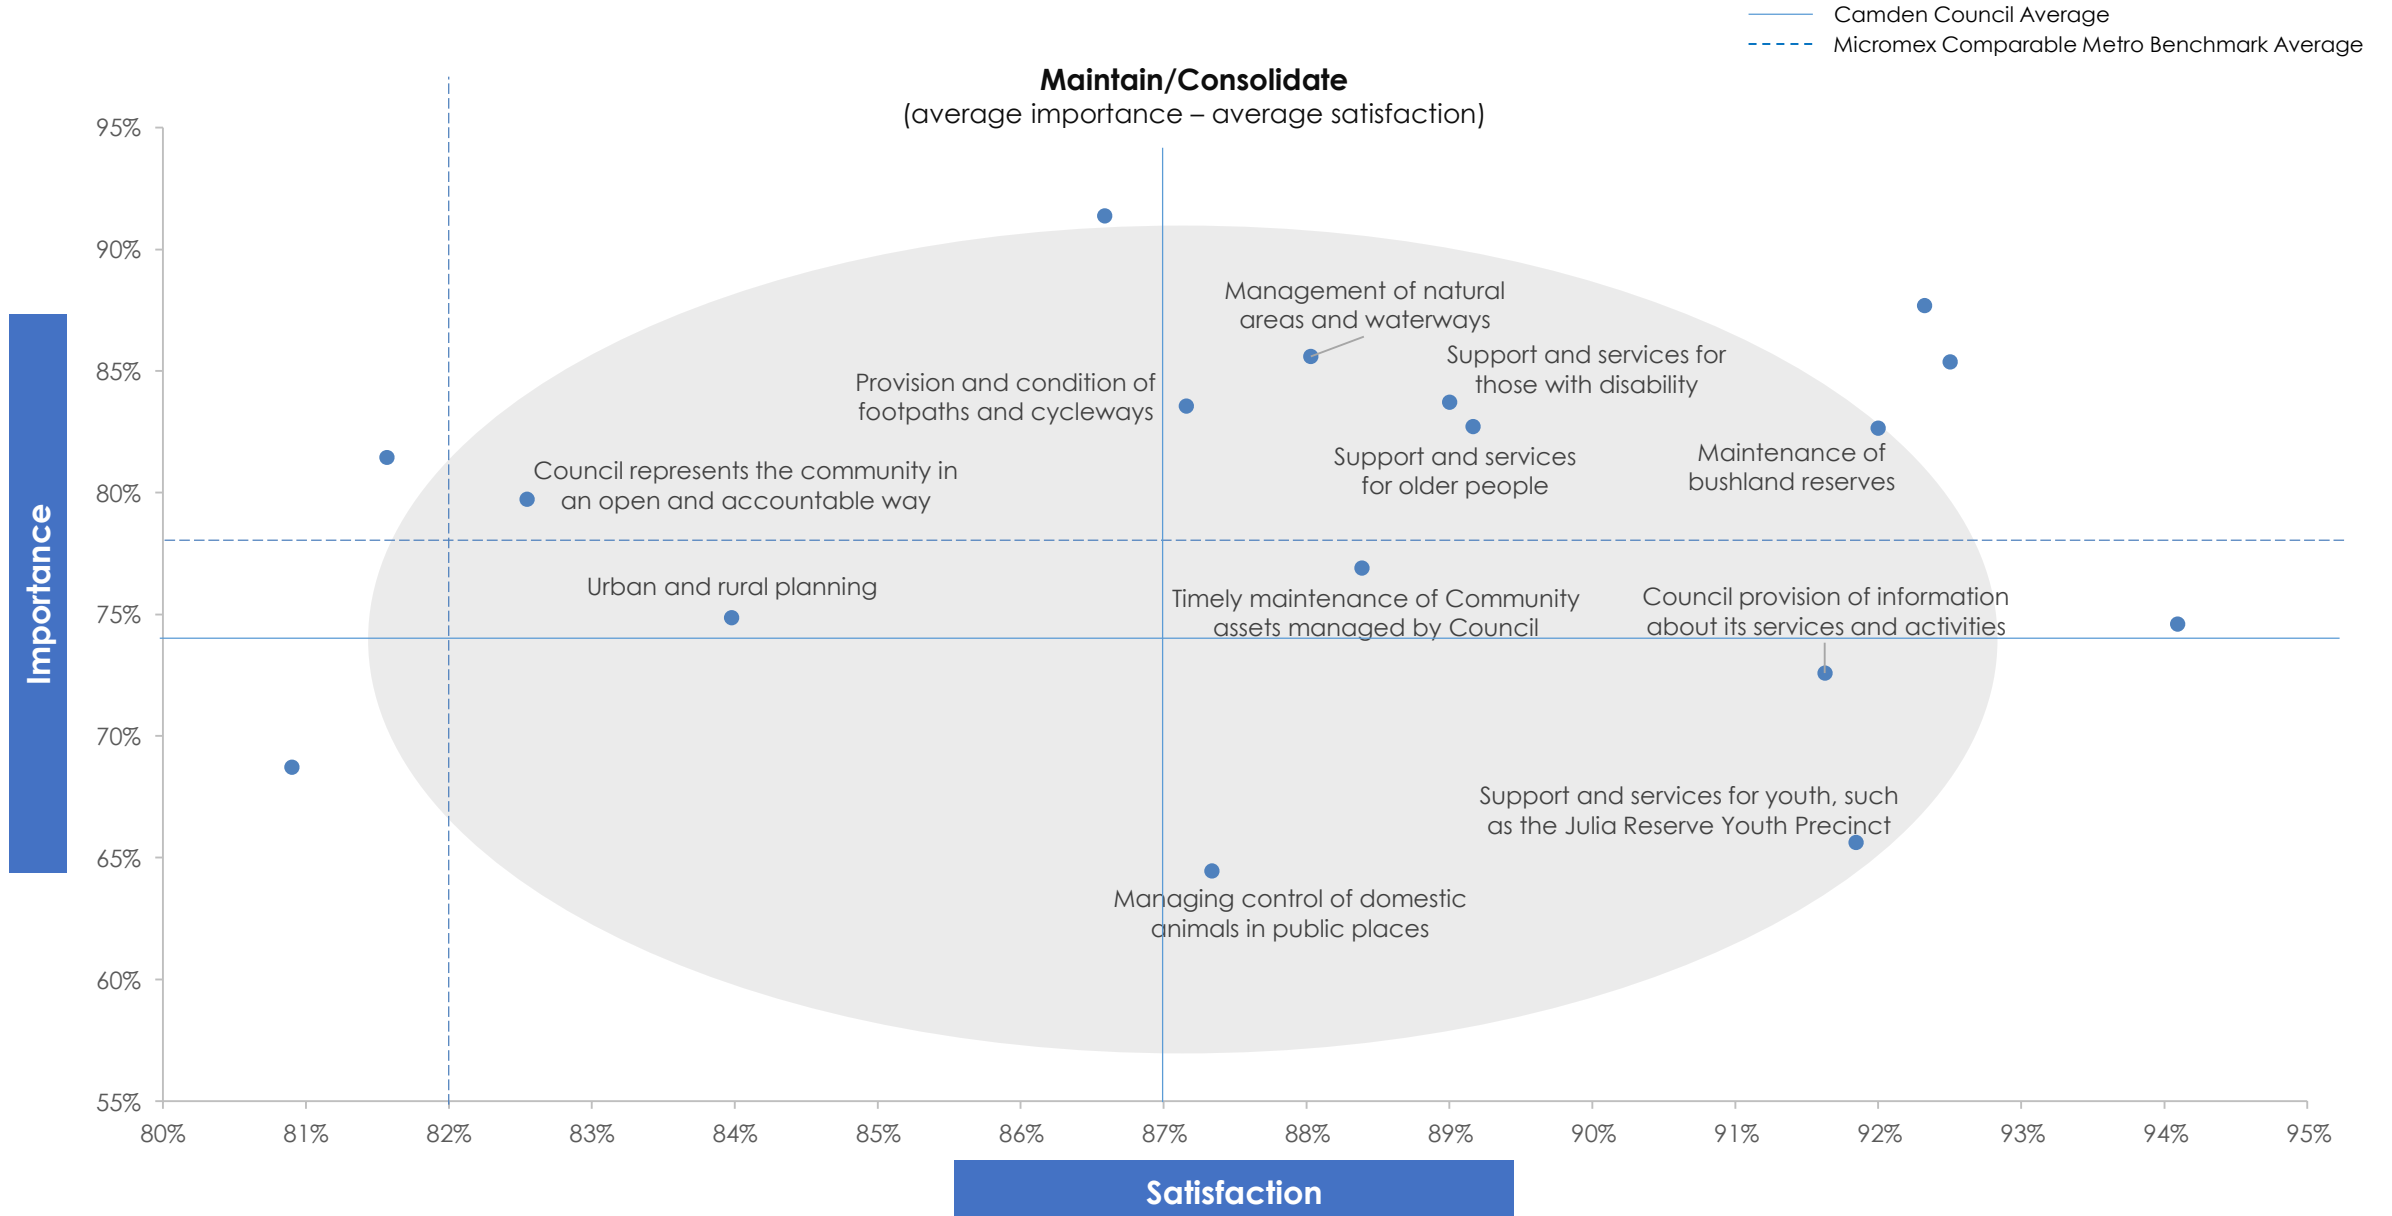 Camden Council Average
Micromex Comparable Metro Benchmark Average
Maintain/Consolidate
(average importance – average satisfaction)
95%
90%
85%
80%
75%
70%
65%
60%
55%
Importance
Management of natural
areas and waterways
Support and services for
those with disability
Provision and condition of
footpaths and cycleways
Support and services
for older people
Maintenance of
bushland reserves
Council represents the community in
an open and accountable way
Urban and rural planning
Timely maintenance of Community
assets managed by Council
Council provision of information
about its services and activities
Support and services for youth, such
as the Julia Reserve Youth Precinct
Managing control of domestic
animals in public places
80% 81% 82% 83% 84% 85% 86% 87% 88% 89% 90% 91% 92% 93% 94% 95%
Satisfaction